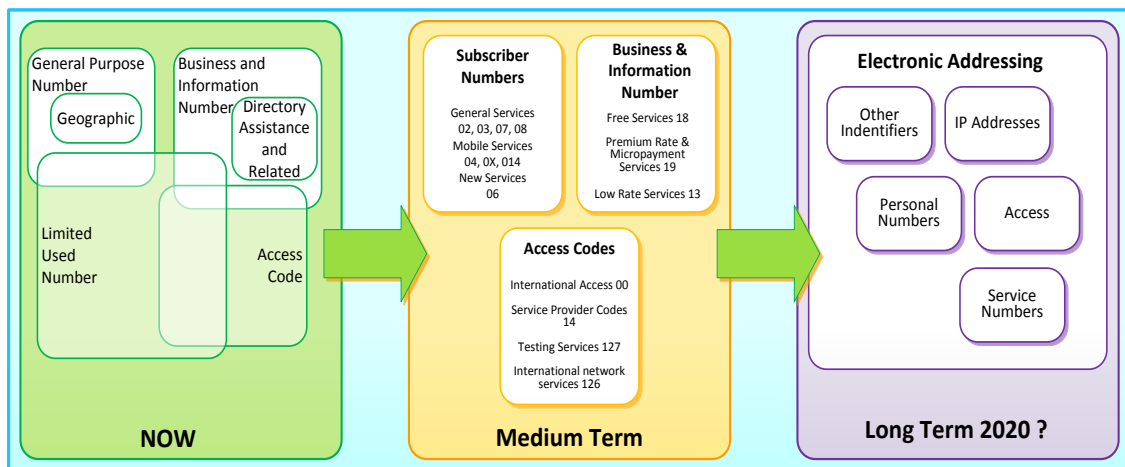 General Purpose
Number
Geographic
Business and
Information
Number
Directory
Assistance
and
Related
Limited
Used
Number
Access
Code
NOW
Subscriber
Numbers
General Services
02, 03, 07, 08
Mobile Services
04, 0X, 014
New Services
06
Business &
Information
Number
Free Services 18
Premium Rate &
Micropayment
Services 19
Low Rate Services 13
Access Codes
International Access 00
Service Provider Codes
14
Testing Services 127
International network
services 126
Medium Term
Electronic Addressing
Other
Indentifiers
IP Addresses
Personal
Numbers
Access
Service
Numbers
Long Term 2020 ?